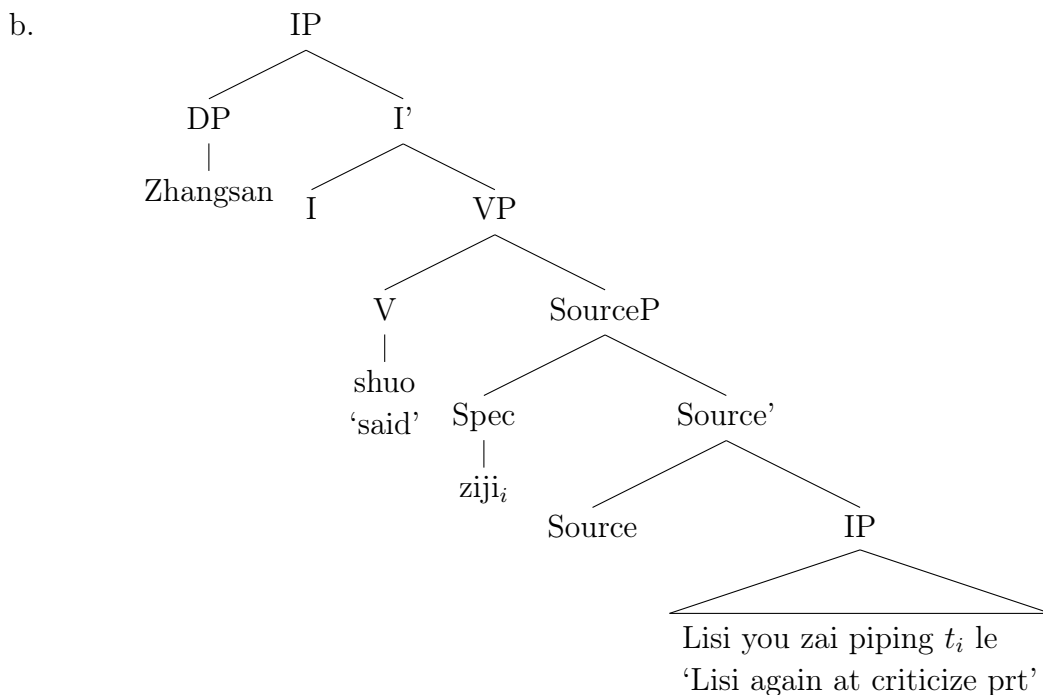 b.
IP
DP I’
Zhangsan I VP
V SourceP
shuo
‘said’ Spec Source’
ziji_i Source IP
Lisi you zai piping t_i le
‘Lisi again at criticize prt’